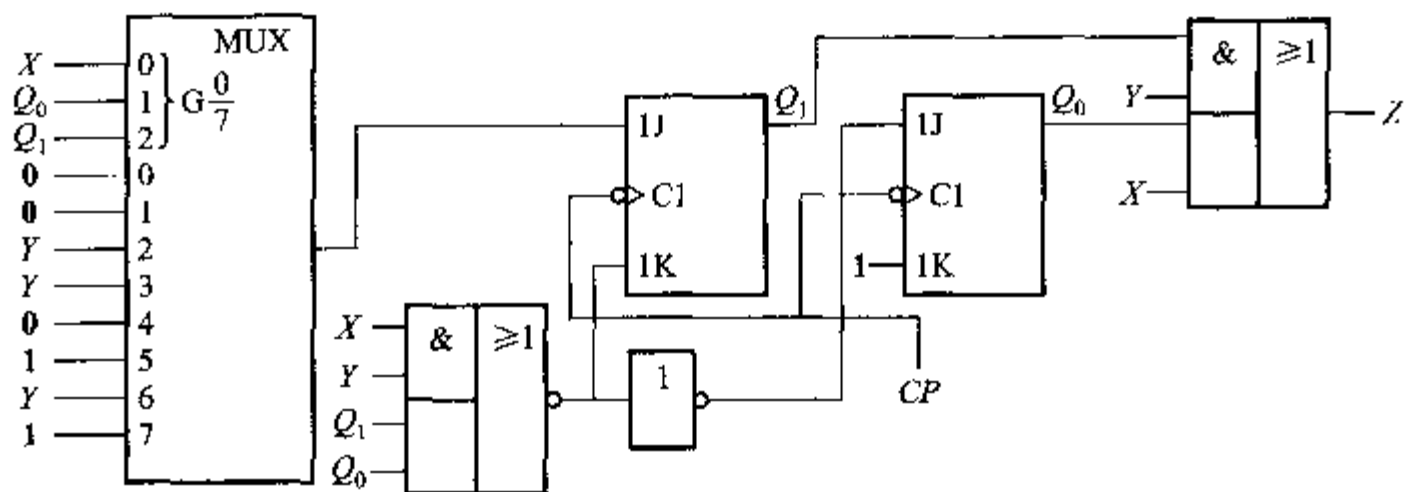 MUX
X 0
Q₀ 1
Q₁ 2
G 0/7
0 0
0 1
Y 2
Y 3
0 4
1 5
Y 6
1 7
X
Y
Q₁
Q₀
&
≥1
1
1J
C1
1K
Q₁
1J
C1
1
1K
Q₀
CP
&
≥1
Y
X
Z